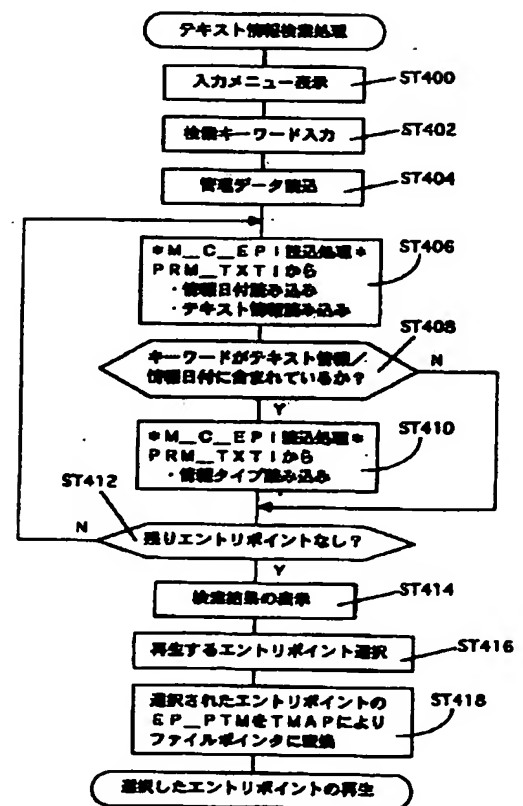 テキスト情報検索処理
入力メニュー表示
ST400
検索キーワード入力
ST402
管理データ読込
ST404
*M__C__EPI読込処理*
PRM__TXTIから
・情報日付読み込み
・テキスト情報読み込み
ST406
キーワードがテキスト情報/
情報日付に含まれているか?
ST408
N
Y
*M__C__EPI読込処理*
PRM__TXTIから
・情報タイプ読み込み
ST410
ST412
N
残りエントリポイントなし?
Y
検索結果の表示
ST414
再生するエントリポイント選択
ST416
選択されたエントリポイントの
EP__PTMをTMAPにより
ファイルポインタに変換
ST418
選択したエントリポイントの再生